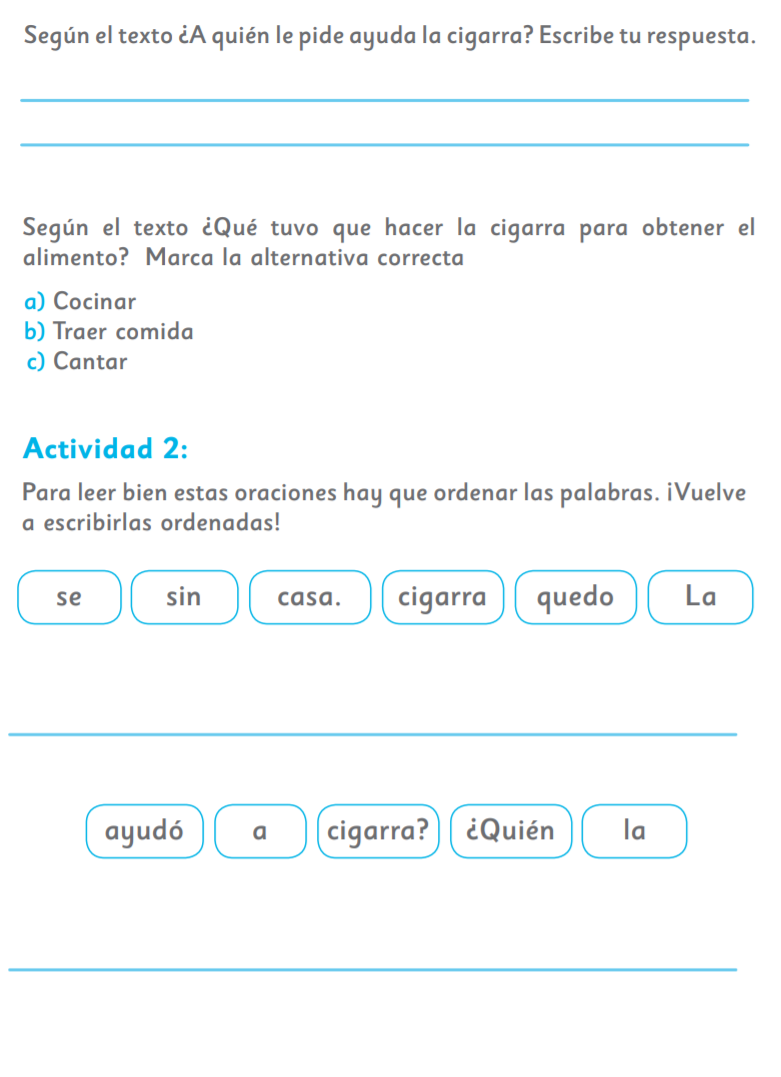 Según el texto ¿A quién le pide ayuda la cigarra? Escribe tu respuesta.
Según el texto ¿Qué tuvo que hacer la cigarra para obtener el
alimento? Marca la alternativa correcta
a) Cocinar
b) Traer comida
c) Cantar
Actividad 2:
Para leer bien estas oraciones hay que ordenar las palabras. ¡Vuelve
a escribirlas ordenadas!
se sin casa. cigarra quedo La
ayudó a cigarra? ¿Quién la